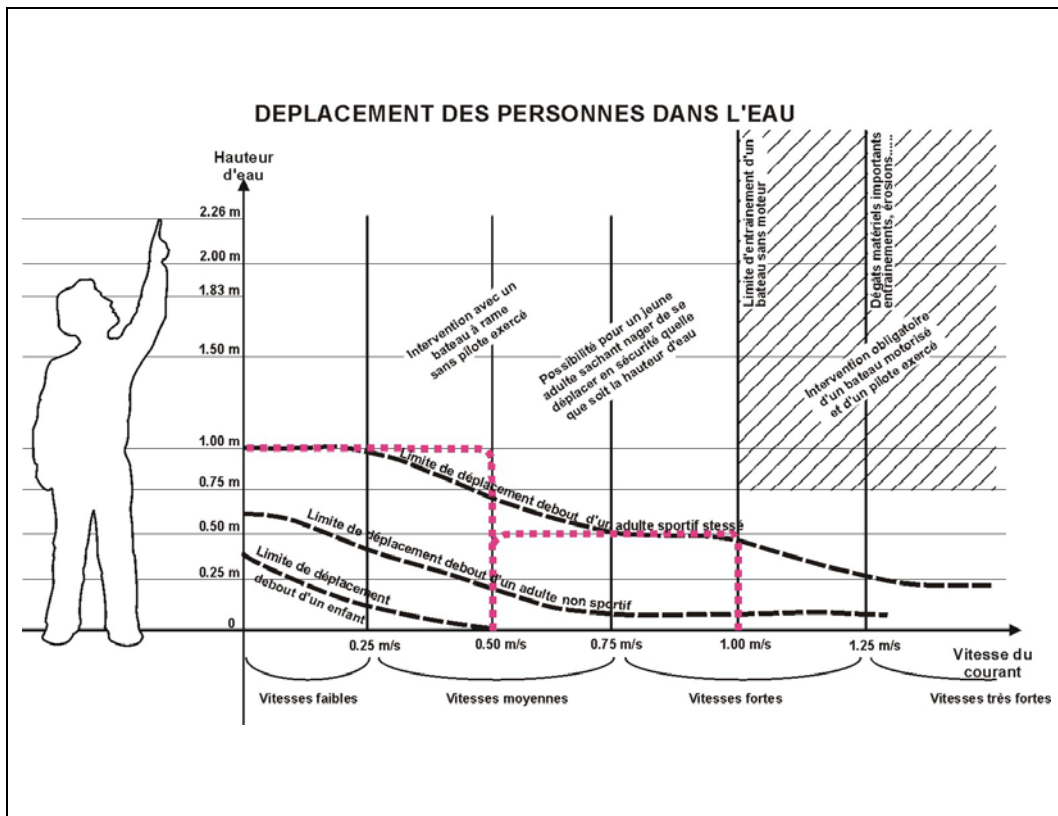 DEPLACEMENT DES PERSONNES DANS L'EAU
Hauteur
d'eau
2.26 m
2.00 m
1.83 m
1.50 m
1.00 m
0.75 m
0.50 m
0.25 m
0
Intervention avec un
bateau à rame
sans pilote exercé
Possibilité pour un jeune
adulte sachant nager de se
déplacer en sécurité quelle
que soit la hauteur d'eau
Limite d'entrainement d'un
bateau sans moteur
Dégâts matériels importants
entrainements, érosions.....
Intervention obligatoire
d'un bateau motorisé
et d'un pilote exercé
Limite de déplacement debout d'un adulte sportif stessé
Limite de déplacement debout d'un adulte non sportif
Limite de déplacement
debout d'un enfant
0.25 m/s
0.50 m/s
0.75 m/s
1.00 m/s
1.25 m/s
Vitesse du
courant
Vitesses faibles
Vitesses moyennes
Vitesses fortes
Vitesses très fortes